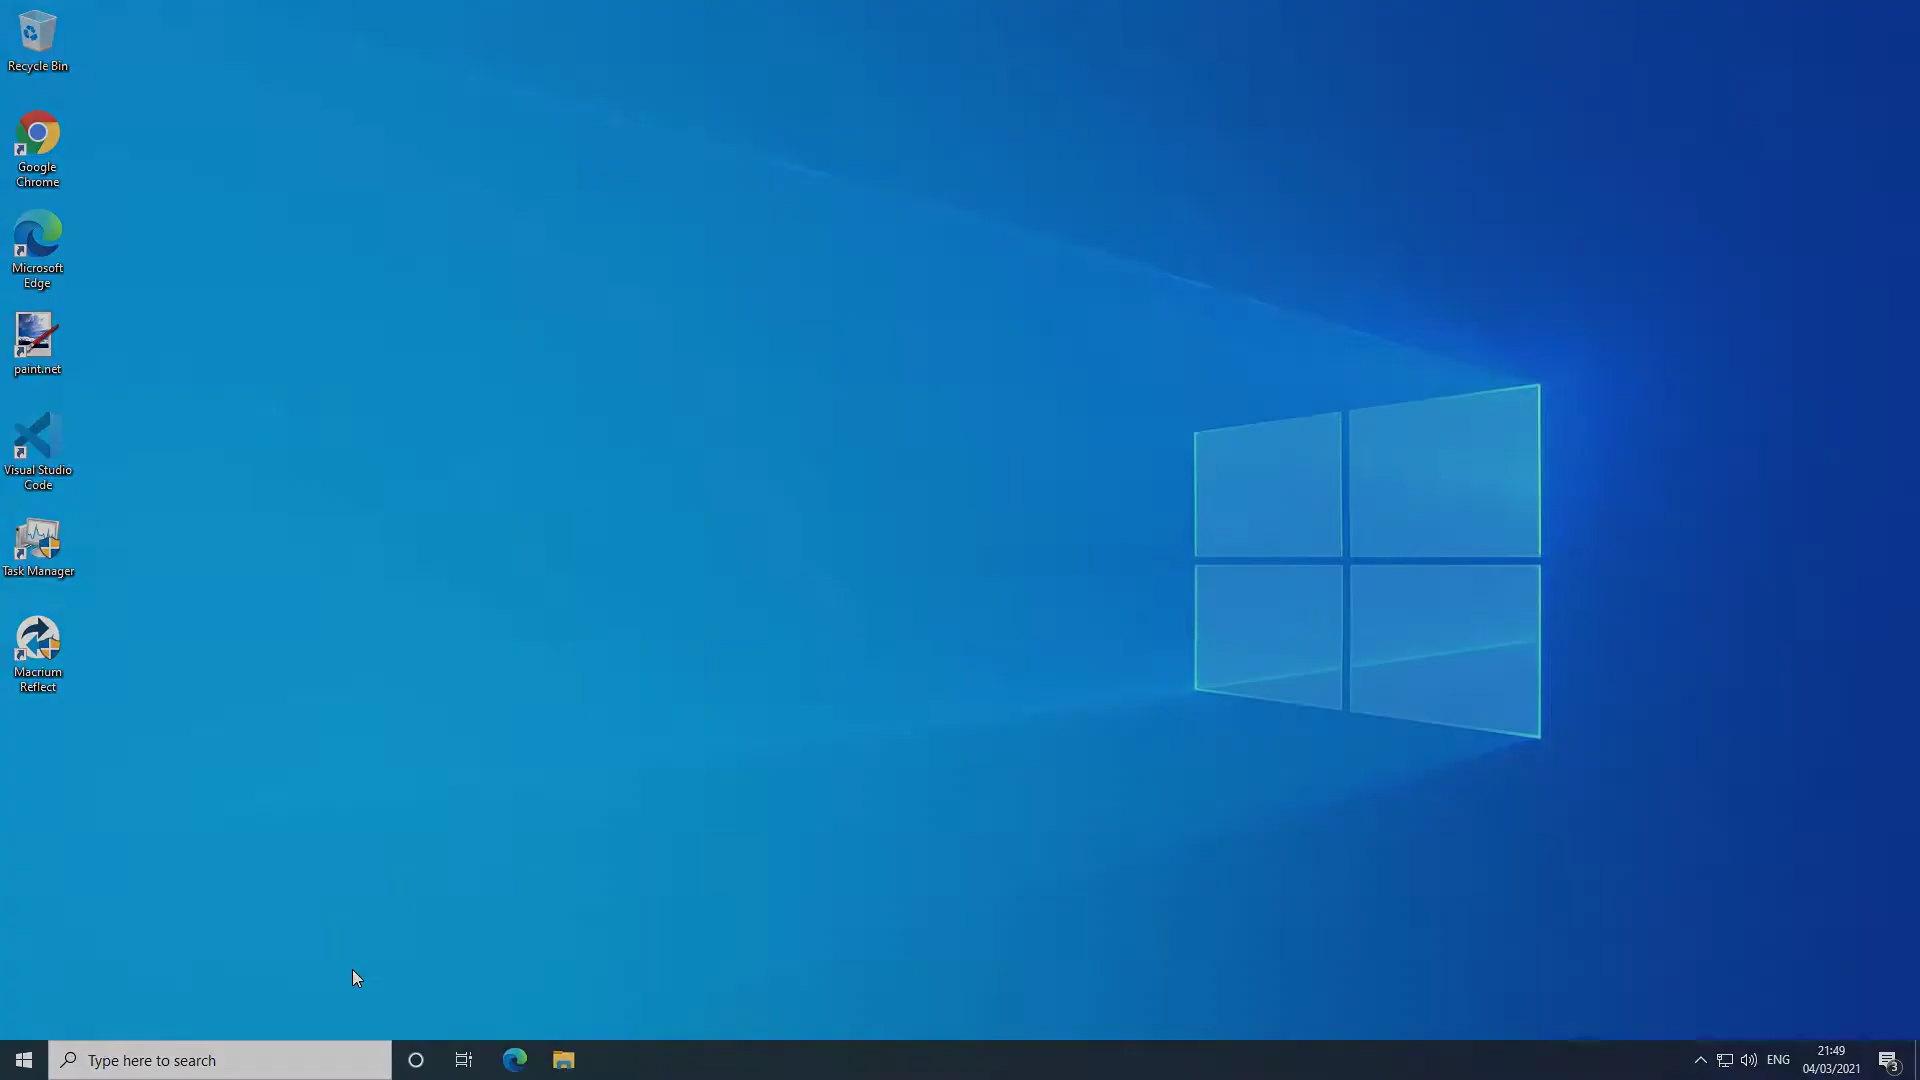 Recycle Bin
Google
Chrome
Microsoft
Edge
paint.net
Visual Studio
Code
Task Manager
Macrium
Reflect
Type here to search
ENG
21:49
04/03/2021
3